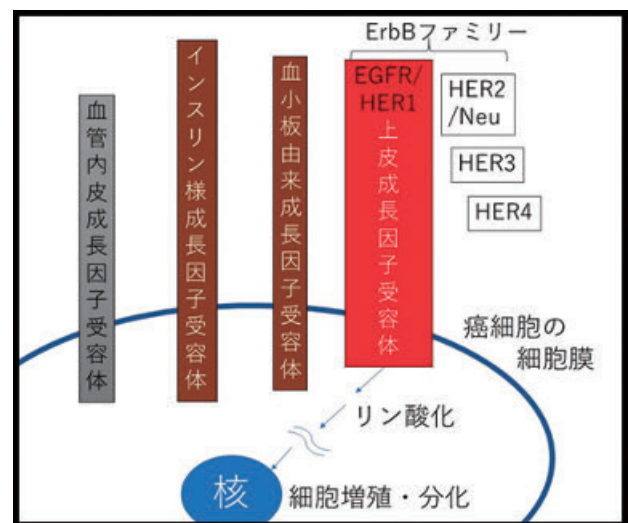 ErbBファミリー
血管内皮成長因子受容体
インスリン様成長因子受容体
血小板由来成長因子受容体
EGFR/
HER1
上皮成長因子受容体
HER2
/Neu
HER3
HER4
癌細胞の
細胞膜
リン酸化
核
細胞増殖・分化